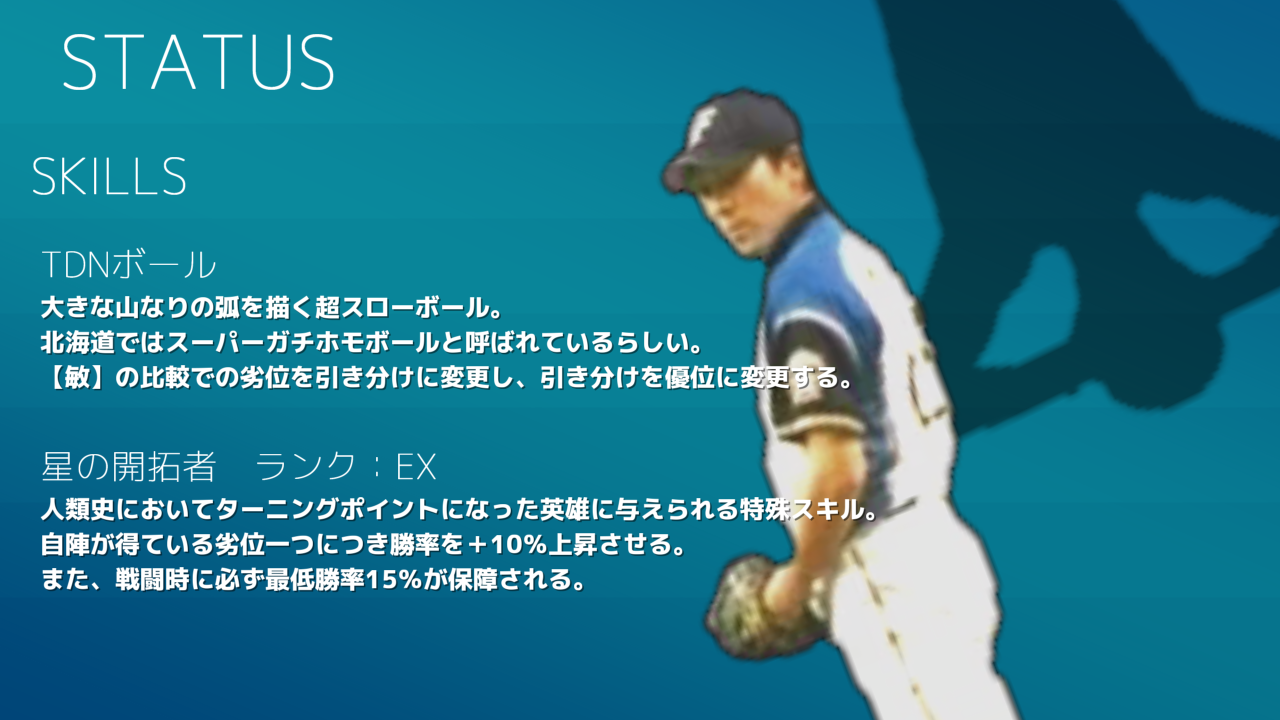 STATUS
SKILLS
TDNボール
大きな山なりの弧を描く超スローボール。
北海道ではスーパーガチホモボールと呼ばれているらしい。
【敏】の比較での劣位を引き分けに変更し、引き分けを優位に変更する。
星の開拓者　ランク：EX
人類史においてターニングポイントになった英雄に与えられる特殊スキル。
自陣が得ている劣位一つにつき勝率を＋10%上昇させる。
また、戦闘時に必ず最低勝率15%が保障される。
F